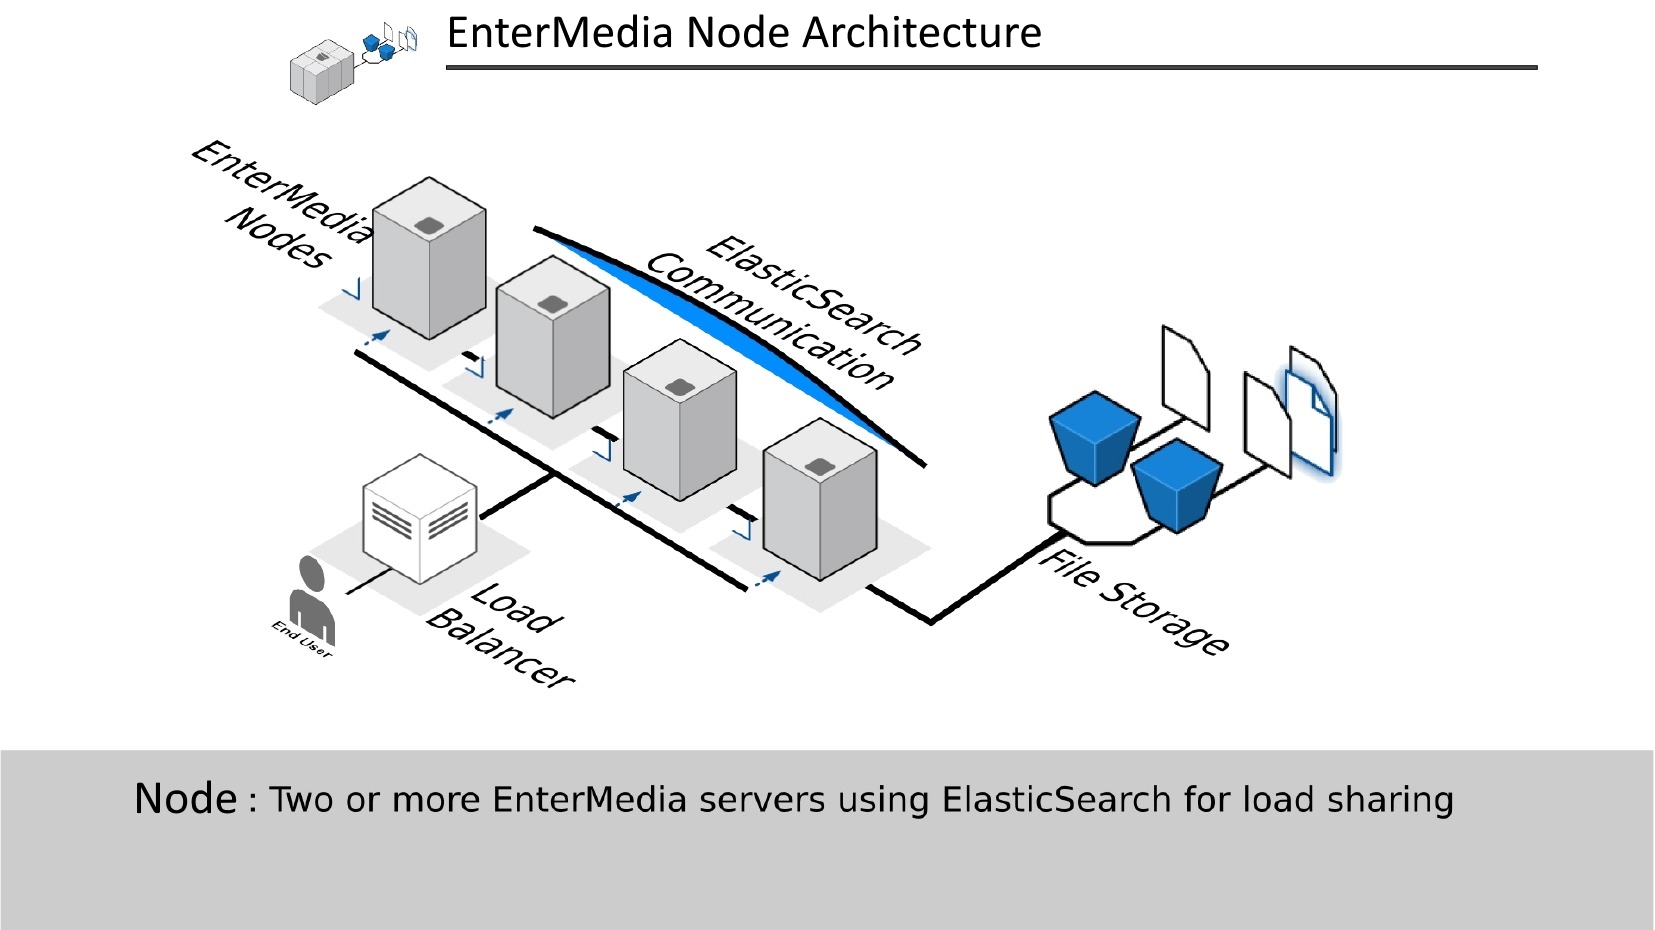 EnterMedia Node Architecture
EnterMedia
Nodes
ElasticSearch
Communication
File Storage
Load
Balancer
End User
Node : Two or more EnterMedia servers using ElasticSearch for load sharing